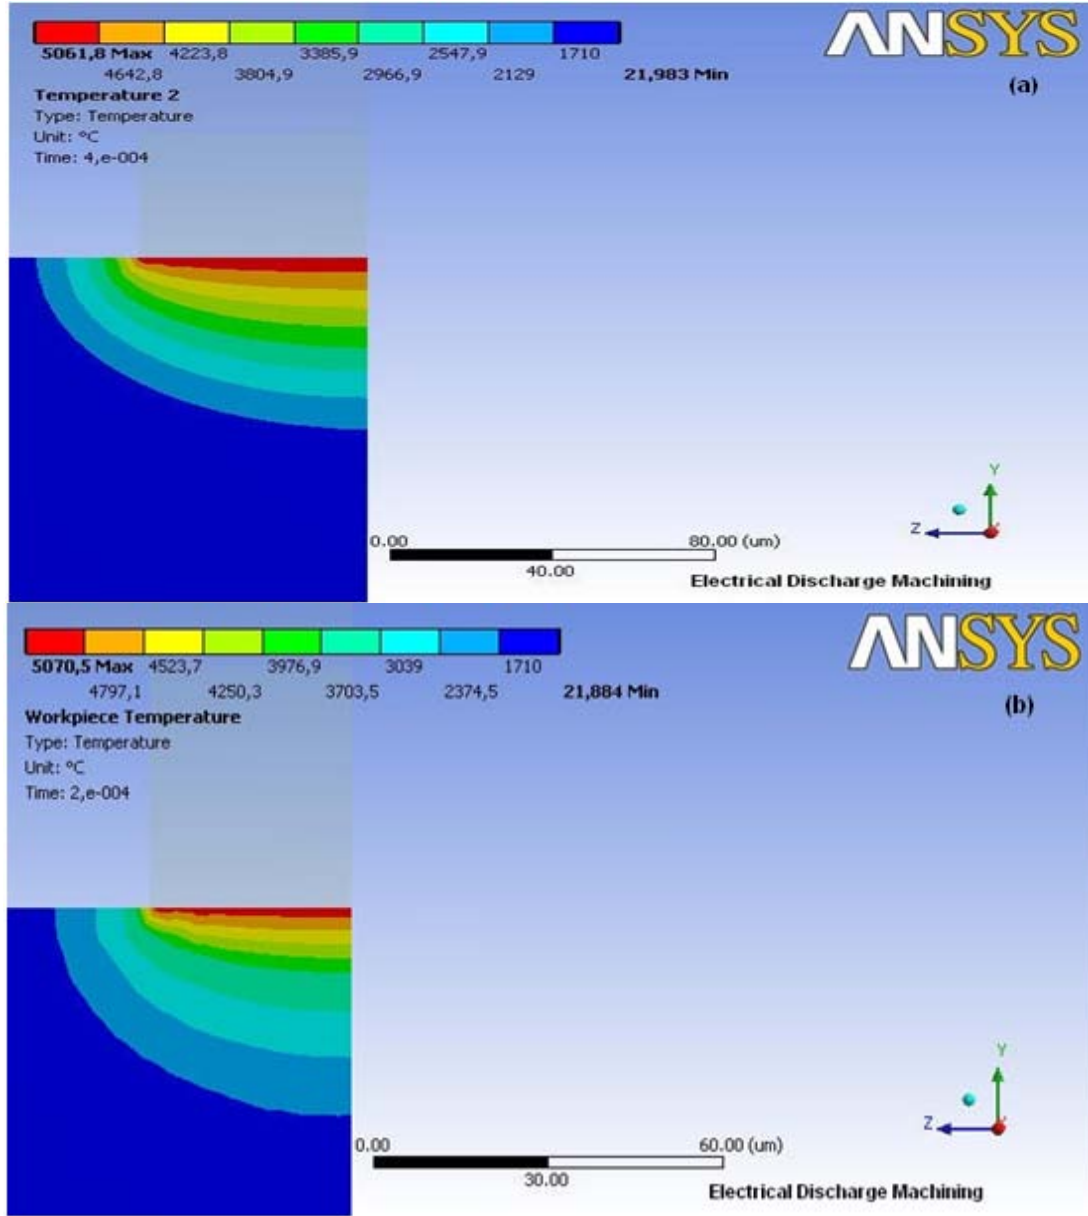 ANSYS
5061,8 Max 4223,8 3385,9 2547,9 1710
4642,8 3804,9 2966,9 2129 21,983 Min
(a)
Temperature 2
Type: Temperature
Unit: °C
Time: 4,e-004
Y
Z
0.00 80.00 (um)
40.00
Electrical Discharge Machining
ANSYS
5070,5 Max 4523,7 3976,9 3039 1710
4797,1 4250,3 3703,5 2374,5 21,884 Min
(b)
Workpiece Temperature
Type: Temperature
Unit: °C
Time: 2,e-004
Y
Z
0.00 60.00 (um)
30.00
Electrical Discharge Machining